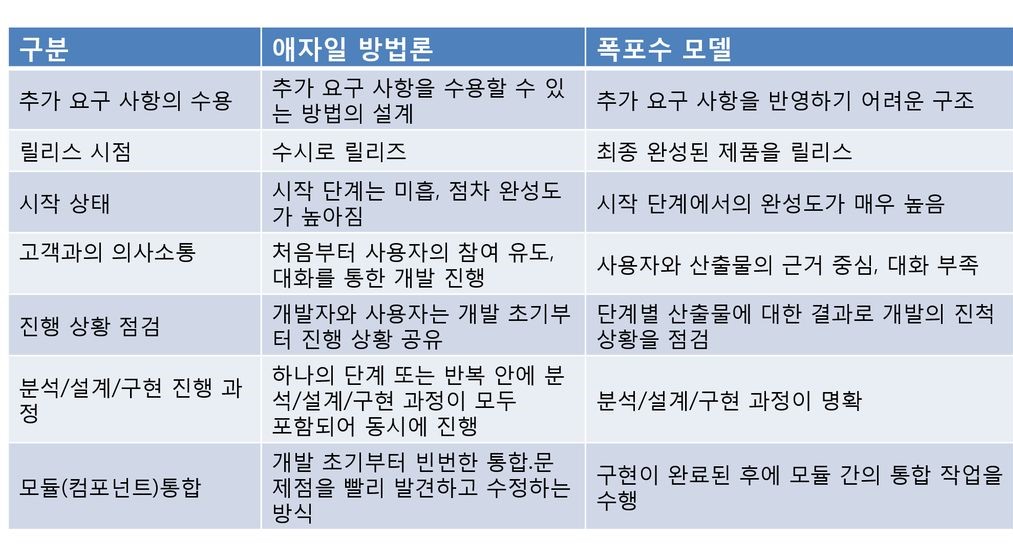 구분
애자일 방법론
폭포수 모델
추가 요구 사항의 수용
추가 요구 사항을 수용할 수 있
는 방법의 설계
추가 요구 사항을 반영하기 어려운 구조
릴리스 시점
수시로 릴리즈
최종 완성된 제품을 릴리스
시작 상태
시작 단계는 미흡, 점차 완성도
가 높아짐
시작 단계에서의 완성도가 매우 높음
고객과의 의사소통
처음부터 사용자의 참여 유도,
대화를 통한 개발 진행
사용자와 산출물의 근거 중심, 대화 부족
진행 상황 점검
개발자와 사용자는 개발 초기부
터 진행 상황 공유
단계별 산출물에 대한 결과로 개발의 진척
상황을 점검
분석/설계/구현 진행 과
정
하나의 단계 또는 반복 안에 분
석/설계/구현 과정이 모두
포함되어 동시에 진행
분석/설계/구현 과정이 명확
모듈(컴포넌트)통합
개발 초기부터 빈번한 통합.문
제점을 빨리 발견하고 수정하는
방식
구현이 완료된 후에 모듈 간의 통합 작업을
수행